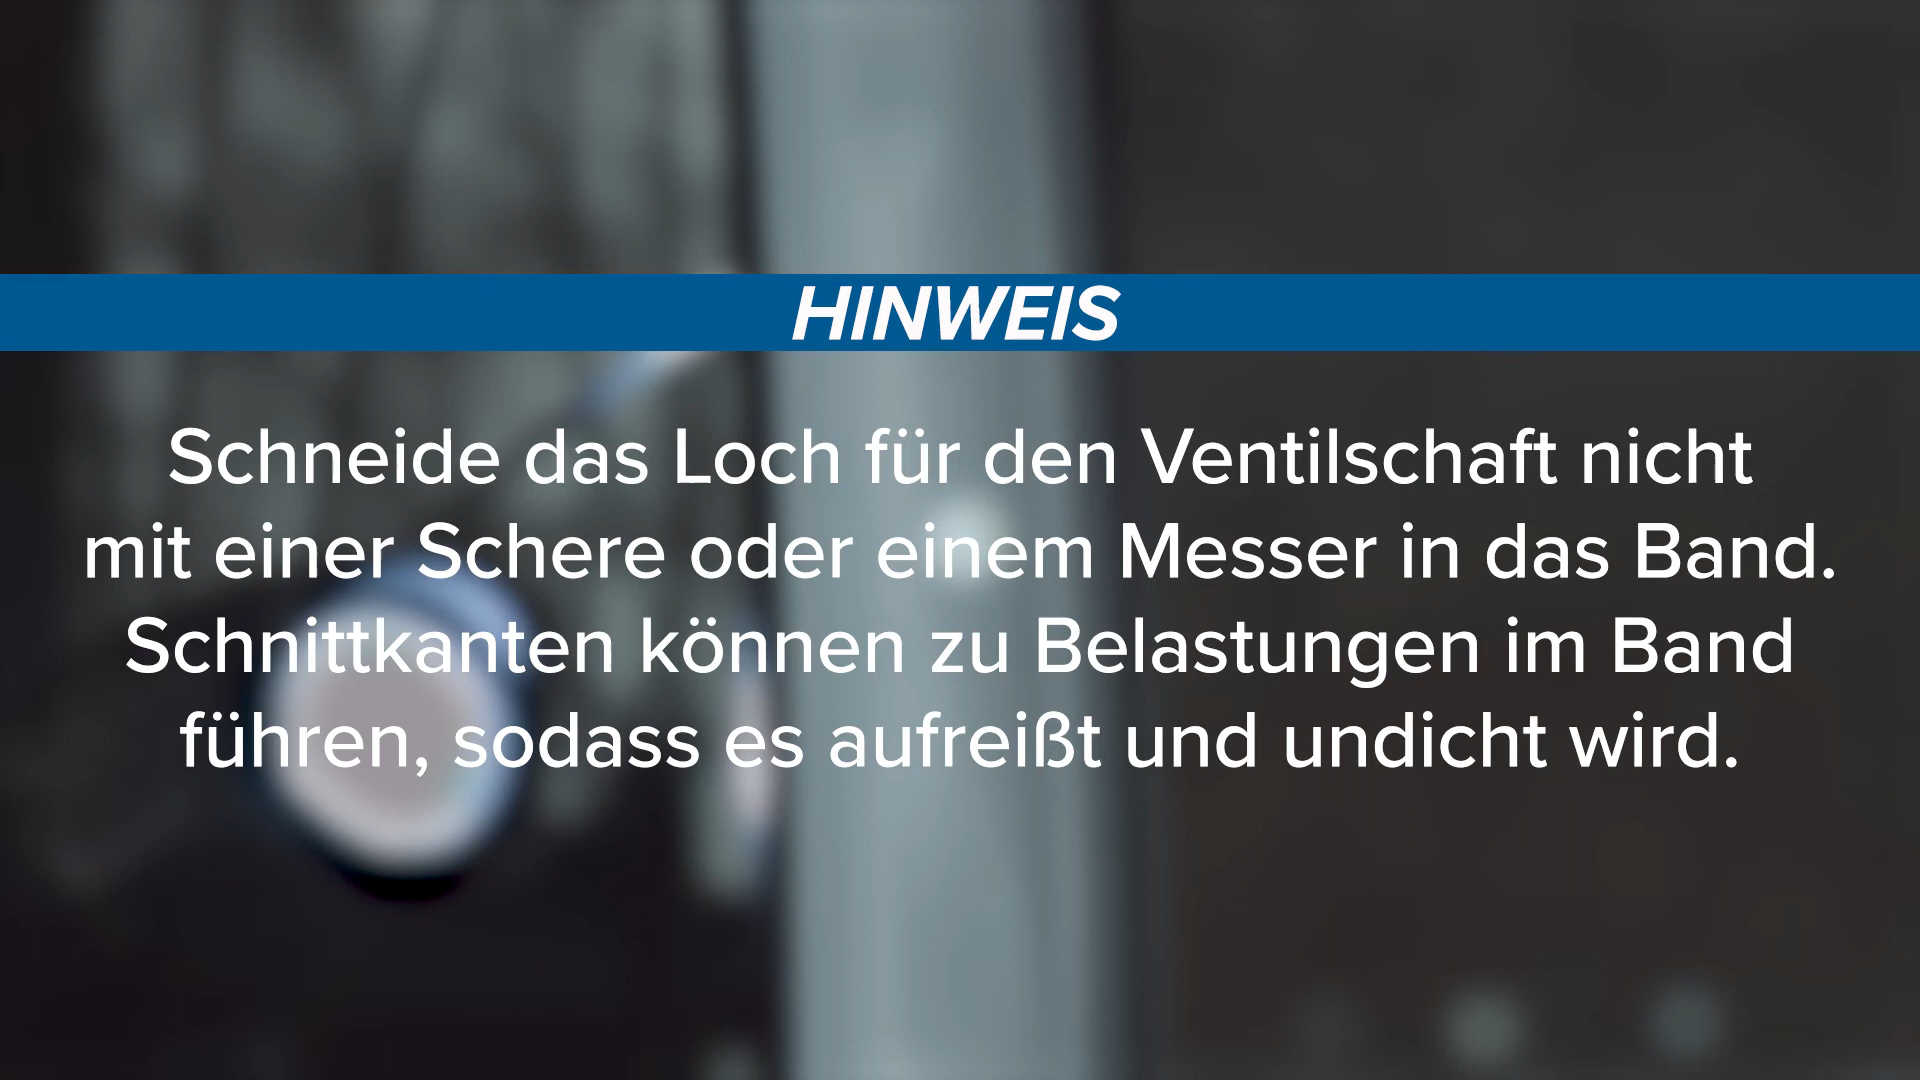 HINWEIS
Schneide das Loch für den Ventilschaft nicht
mit einer Schere oder einem Messer in das Band.
Schnittkanten können zu Belastungen im Band
führen, sodass es aufreißt und undicht wird.